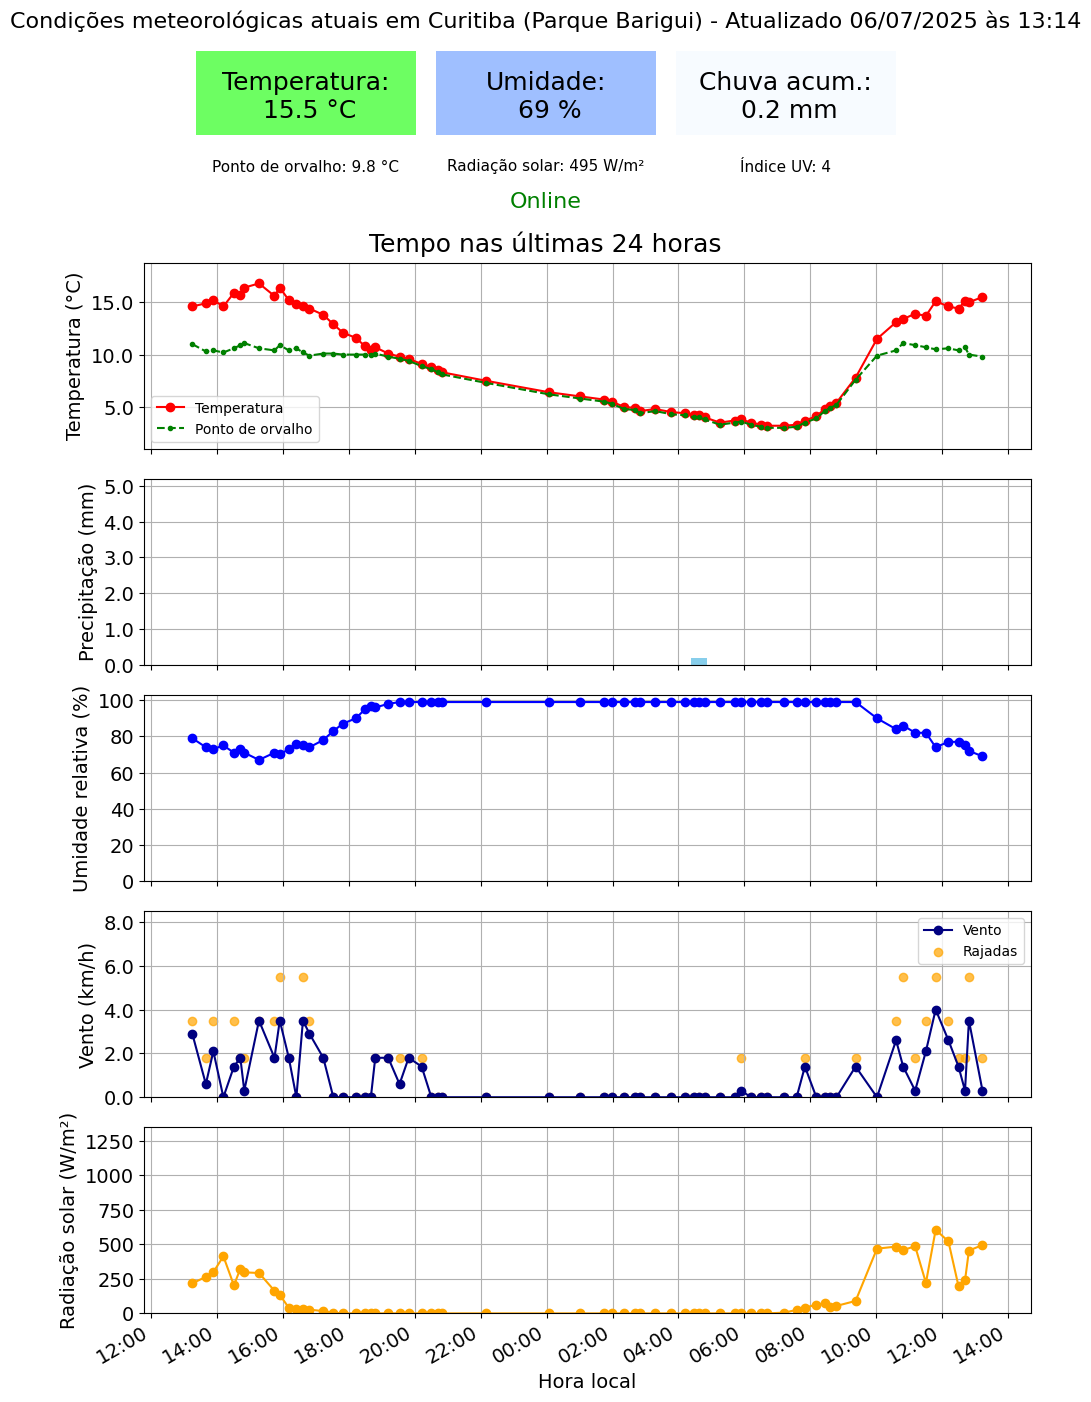 Condições meteorológicas atuais em Curitiba (Parque Barigui) - Atualizado 06/07/2025 às 13:14
Temperatura:
15.5 °C
Umidade:
69 %
Chuva acum.:
0.2 mm
Ponto de orvalho: 9.8 °C
Radiação solar: 495 W/m²
Índice UV: 4
Online
Tempo nas últimas 24 horas
Temperatura (°C)
15.0
10.0
5.0
Temperatura
Ponto de orvalho
Precipitação (mm)
5.0
4.0
3.0
2.0
1.0
0.0
Umidade relativa (%)
100
80
60
40
20
0
Vento (km/h)
8.0
6.0
4.0
2.0
0.0
Vento
Rajadas
Radiação solar (W/m²)
1250
1000
750
500
250
0
12:00
14:00
16:00
18:00
20:00
22:00
00:00
02:00
04:00
06:00
08:00
10:00
12:00
14:00
Hora local